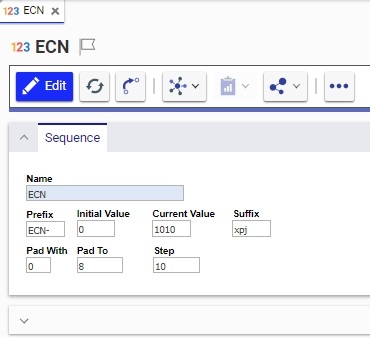 123 ECN ×
123 ECN
Edit
Sequence
Name
ECN
Prefix Initial Value Current Value Suffix
ECN- 0 1010 xpj
Pad With Pad To Step
0 8 10